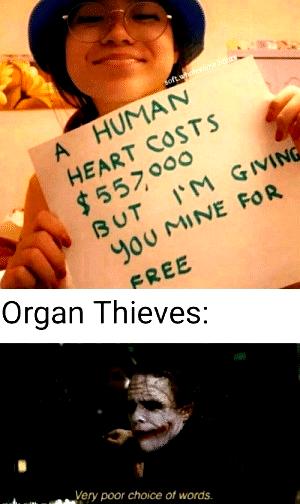 A HUMAN
HEART COSTS
$557,000
BUT I'M GIVING
YOU MINE FOR
FREE
Organ Thieves:
Very poor choice of words.